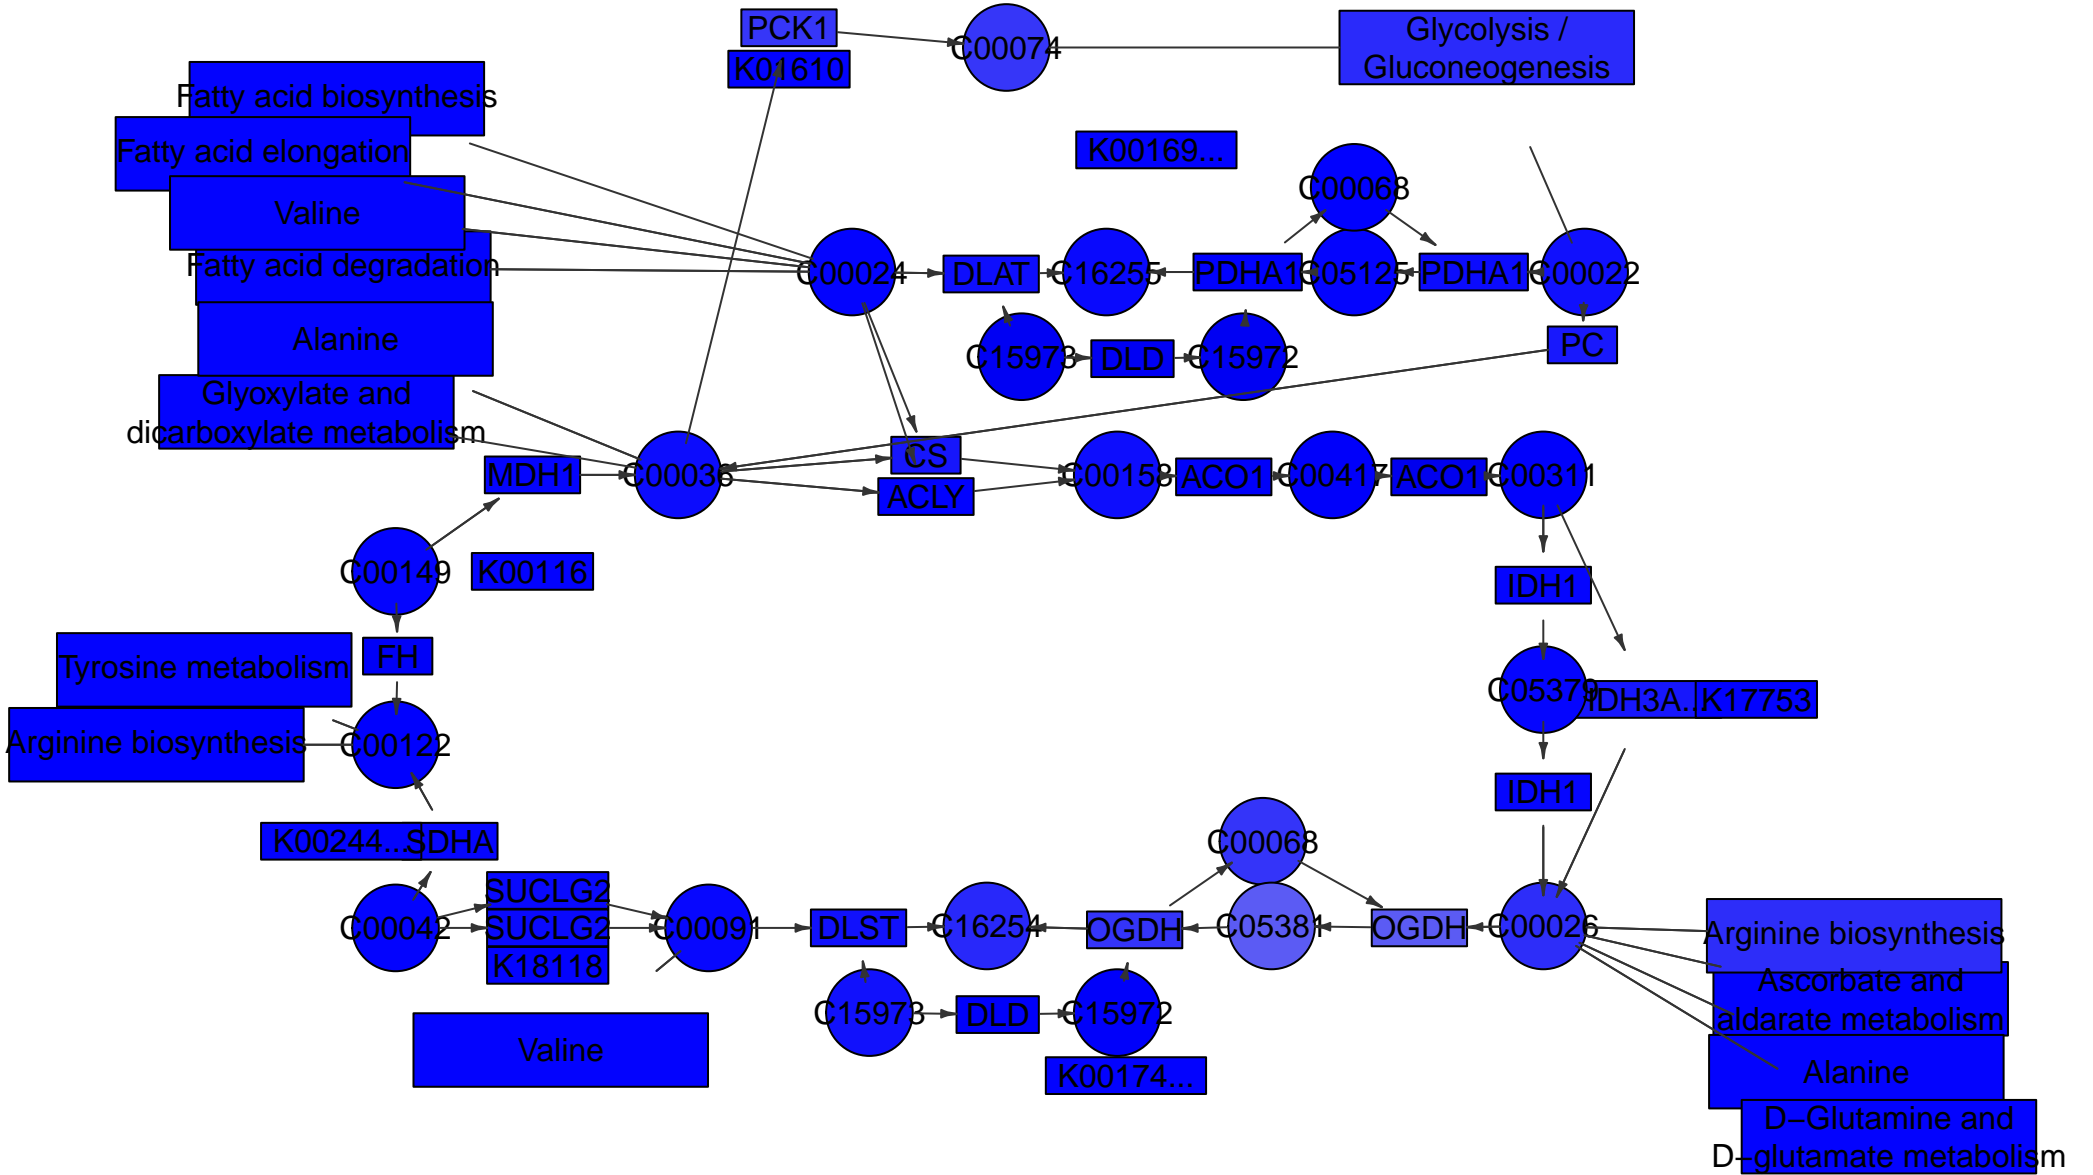 PCK1
C00074
Glycolysis /
Gluconeogenesis
K01610
Fatty acid biosynthesis
Fatty acid elongation
K00169...
C00068
Valine
Fatty acid degradation
C00024
DLAT
C16255
PDHA1
C05125
PDHA1
C00022
Alanine
C15973
DLD
C15972
PC
Glyoxylate and
dicarboxylate metabolism
MDH1
C00036
CS
ACLY
C00158
ACO1
C00417
ACO1
C00311
C00149
K00116
IDH1
FH
Tyrosine metabolism
C05379
IDH3A...
K17753
Arginine biosynthesis
C00122
IDH1
K00244...
SDHA
C00068
SUCLG2
C00042
SUCLG2
C00091
DLST
C16254
OGDH
C05381
OGDH
C00026
Arginine biosynthesis
K18118
Ascorbate and
aldarate metabolism
C15973
DLD
C15972
Valine
K00174...
Alanine
D−Glutamine and
D−glutamate metabolism